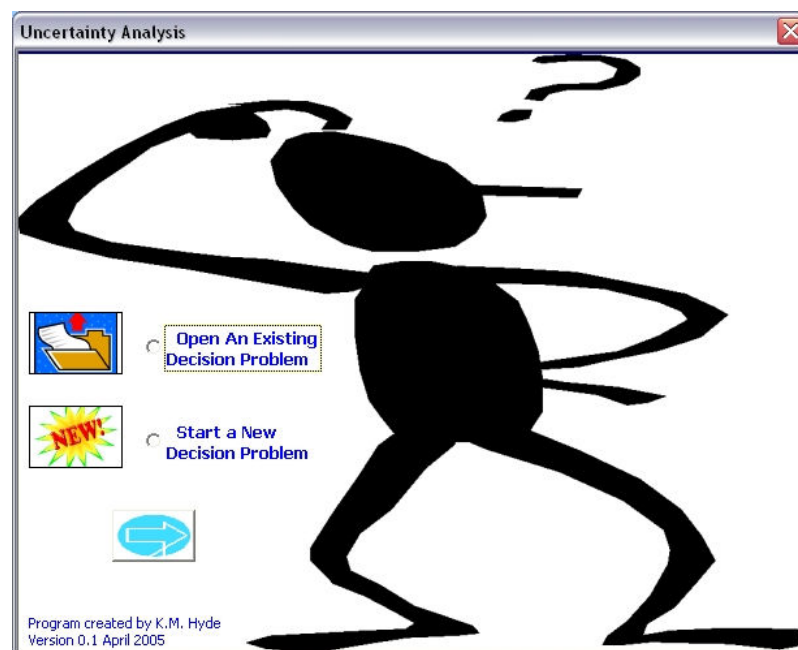 Uncertainty Analysis
?
Open An Existing
Decision Problem
NEW!
Start a New
Decision Problem
Program created by K.M. Hyde
Version 0.1 April 2005